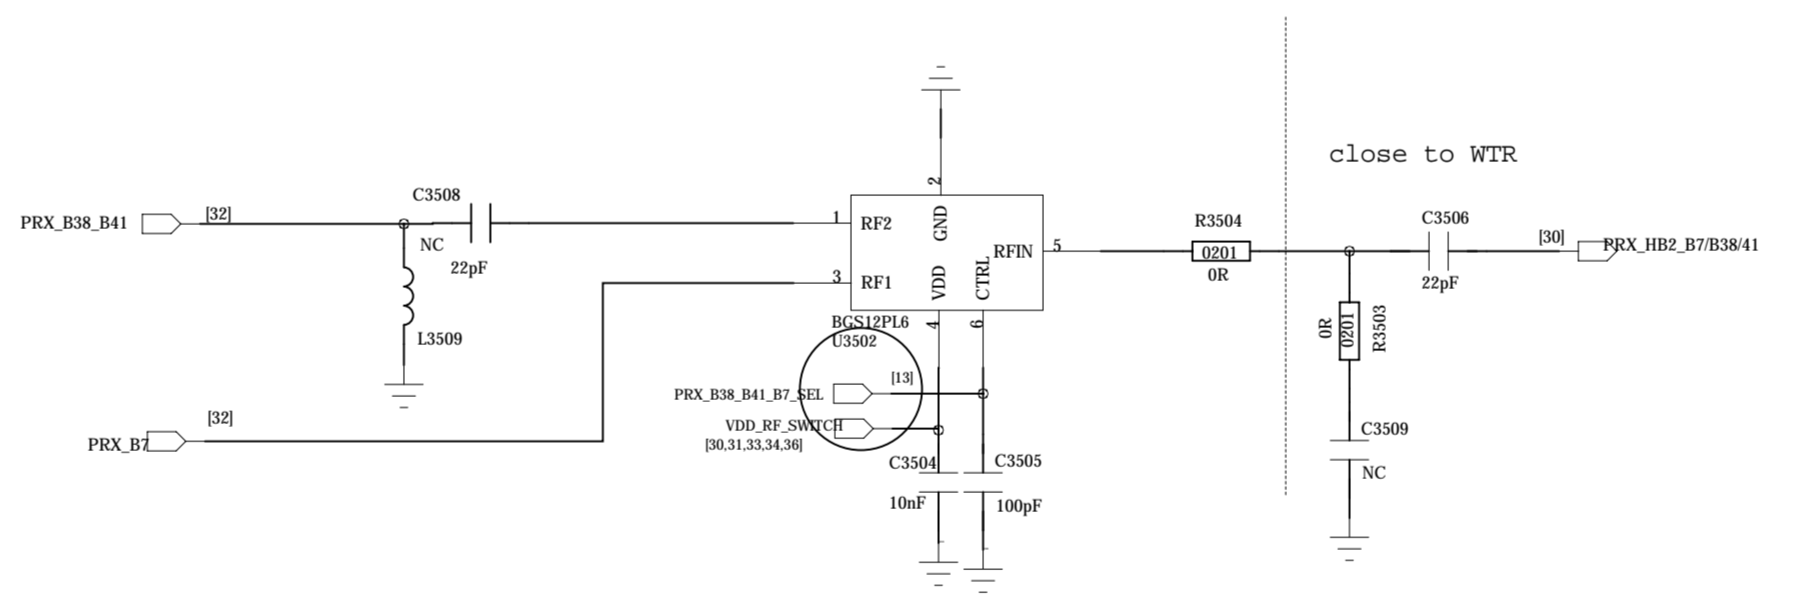 close to WTR
2
C3508
R3504
C3506
PRX_B38_B41
[32]
1
RF2
GND
RFIN
5
0201
0R
[30]
PRX_HB2_B7/B38/41
NC
22pF
22pF
3
RF1
VDD
CTRL
BGS12PL6
U3502
4
6
0R
0201
R3503
L3509
[13]
PRX_B38_B41_B7_SEL
[32]
PRX_B7
VDD_RF_SWITCH
[30,31,33,34,36]
C3509
NC
C3504
C3505
10nF
100pF